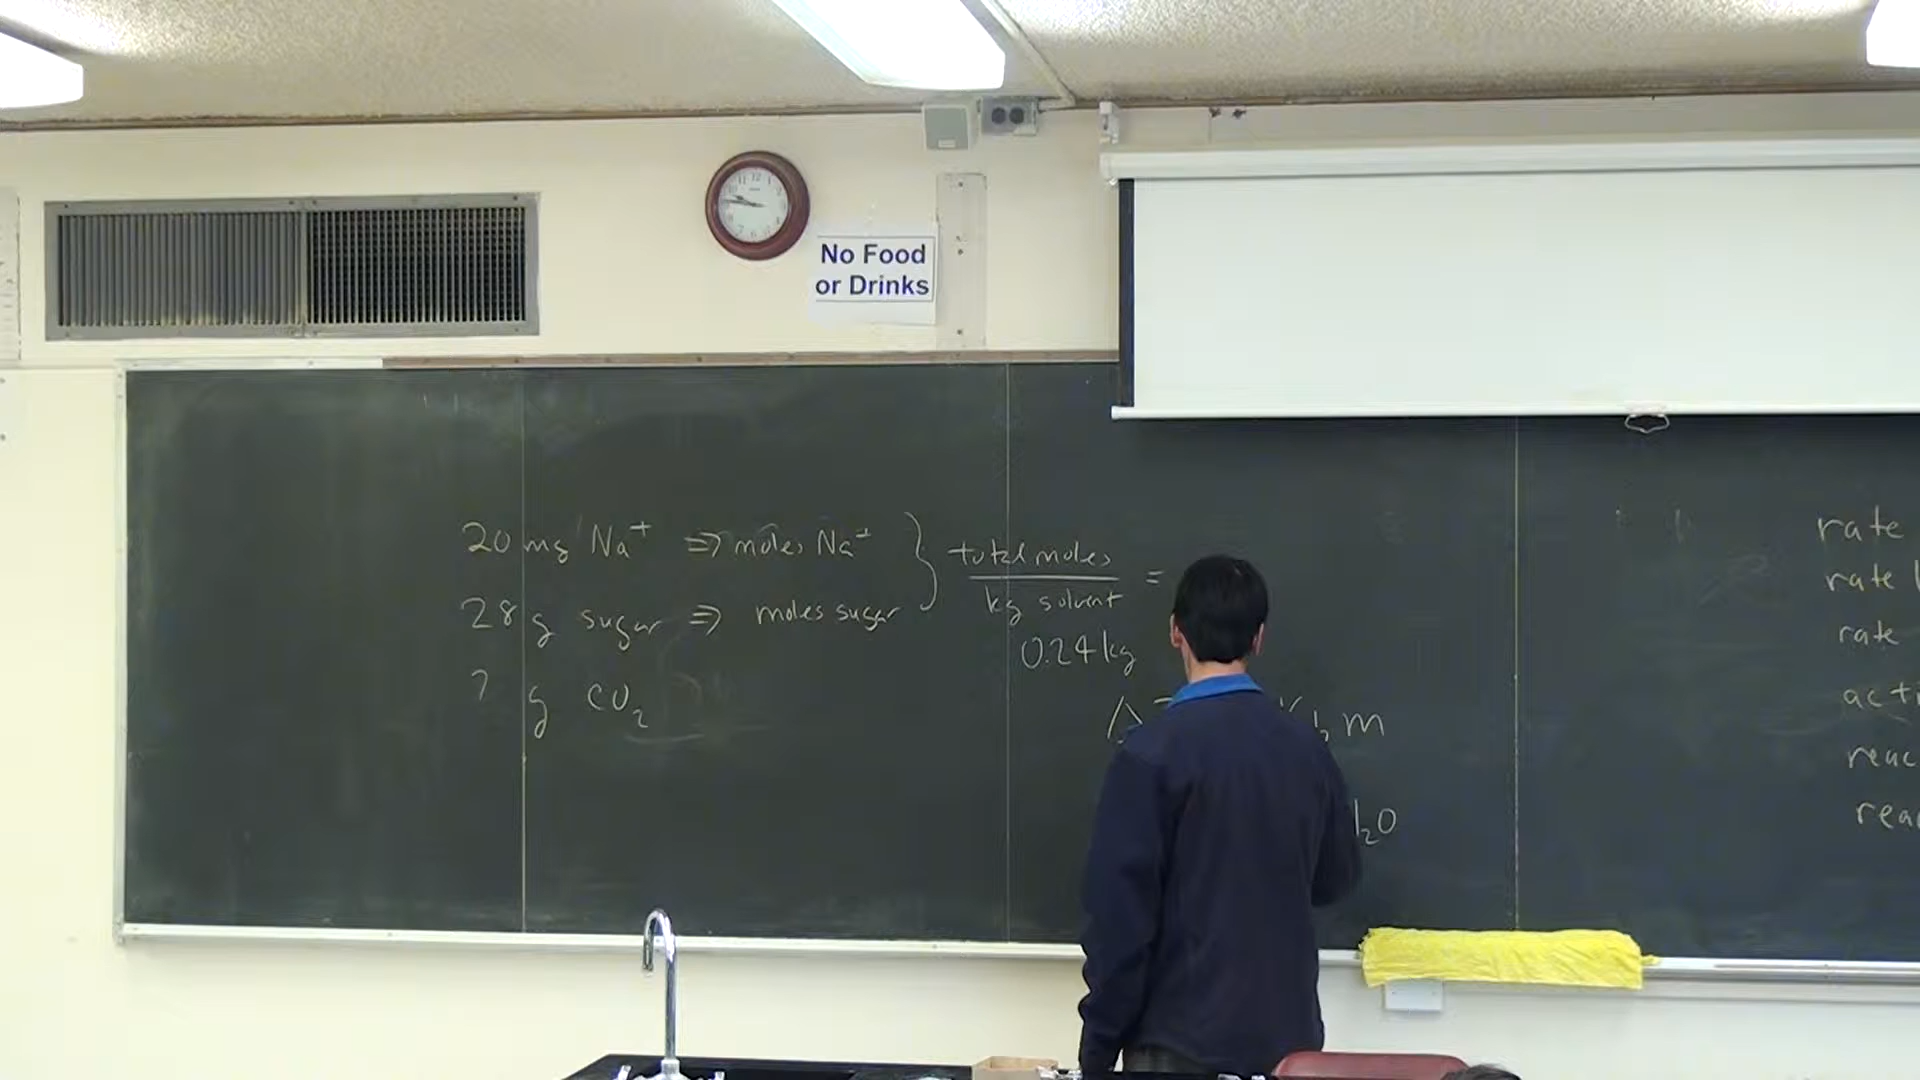 No Food
or Drinks
20 mg Na+ ⇒ moles Na+
28 g sugar ⇒ moles sugar
? g CO2
total moles
kg solvent
=
0.24 kg
m
2O
rate
rate
rate